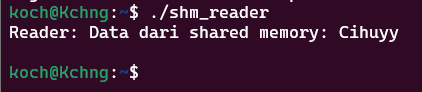 koch@Kchng:~$ ./shm_reader
Reader: Data dari shared memory: Cihuyy
koch@Kchng:~$